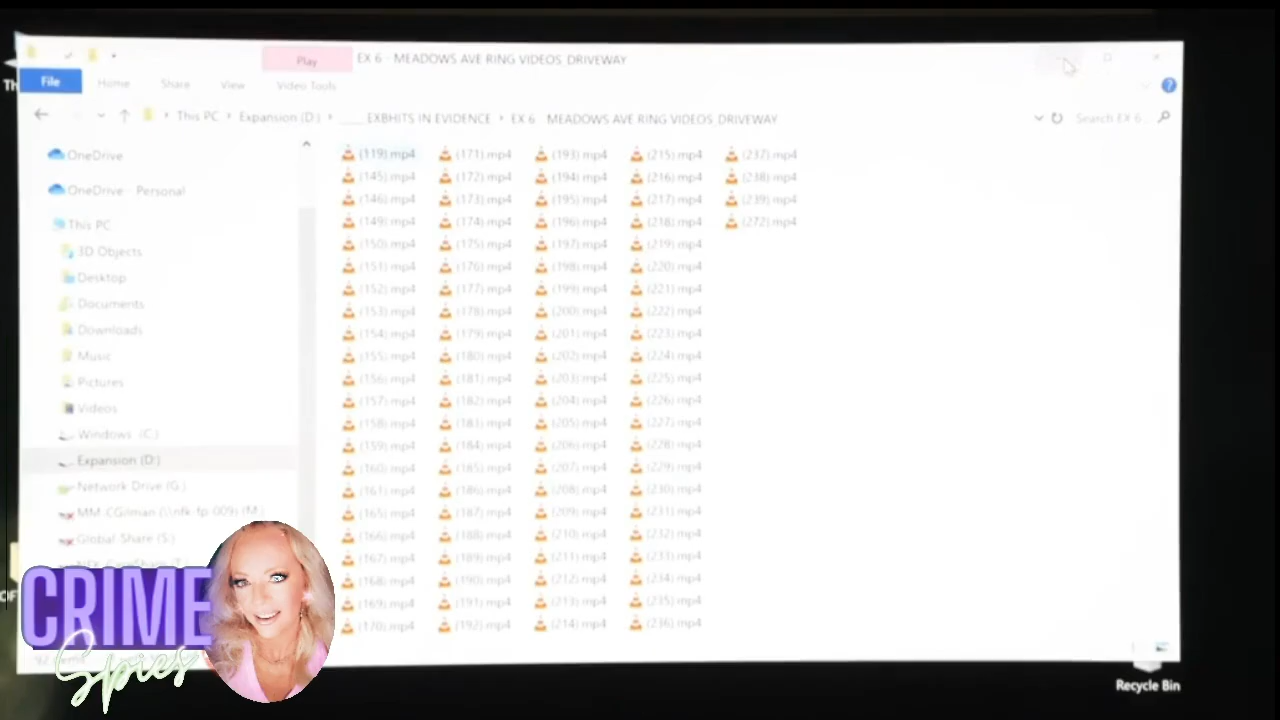 Play
EX 6 - MEADOWS AVE RING VIDEOS DRIVEWAY
File Home Share View Video Tools
This PC Expansion (D:) EXBHITS IN EVIDENCE EX 6 MEADOWS AVE RING VIDEOS DRIVEWAY Search EX 6...
OneDrive
OneDrive - Personal
This PC
3D Objects
Desktop
Documents
Downloads
Music
Pictures
Videos
Windows (C:)
Expansion (D:)
Network Drive (G:)
MM-CGilman (\\nfk-fp-009) (M:)
Global-Share (S:)
(119).mp4 (171).mp4 (193).mp4 (215).mp4 (237).mp4
(145).mp4 (172).mp4 (194).mp4 (216).mp4 (238).mp4
(146).mp4 (173).mp4 (195).mp4 (217).mp4 (239).mp4
(149).mp4 (174).mp4 (196).mp4 (218).mp4 (272).mp4
(150).mp4 (175).mp4 (197).mp4 (219).mp4
(151).mp4 (176).mp4 (198).mp4 (220).mp4
(152).mp4 (177).mp4 (199).mp4 (221).mp4
(153).mp4 (178).mp4 (200).mp4 (222).mp4
(154).mp4 (179).mp4 (201).mp4 (223).mp4
(155).mp4 (180).mp4 (202).mp4 (224).mp4
(156).mp4 (181).mp4 (203).mp4 (225).mp4
(157).mp4 (182).mp4 (204).mp4 (226).mp4
(158).mp4 (183).mp4 (205).mp4 (227).mp4
(159).mp4 (184).mp4 (206).mp4 (228).mp4
(160).mp4 (185).mp4 (207).mp4 (229).mp4
(161).mp4 (186).mp4 (208).mp4 (230).mp4
(165).mp4 (187).mp4 (209).mp4 (231).mp4
(166).mp4 (188).mp4 (210).mp4 (232).mp4
(167).mp4 (189).mp4 (211).mp4 (233).mp4
(168).mp4 (190).mp4 (212).mp4 (234).mp4
(169).mp4 (191).mp4 (213).mp4 (235).mp4
(170).mp4 (192).mp4 (214).mp4 (236).mp4
CRIME
Spies
Recycle Bin